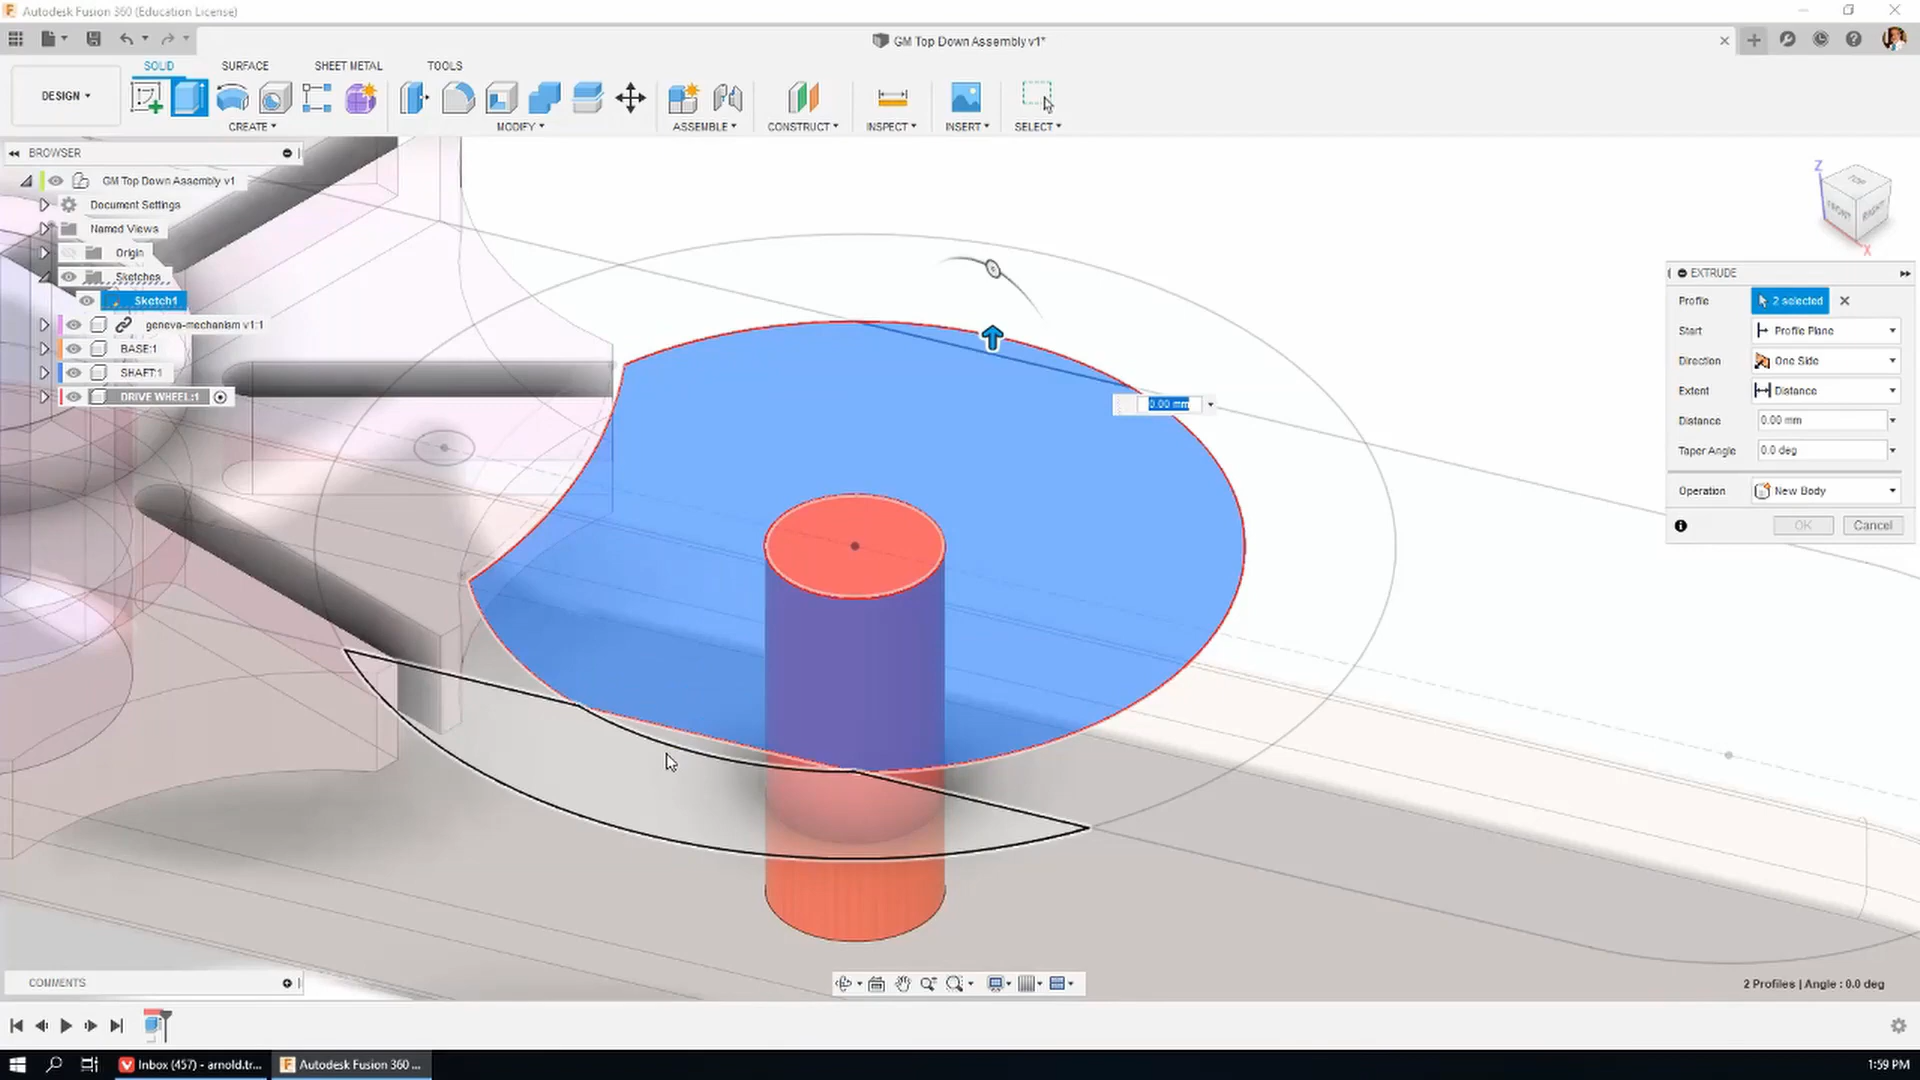 Autodesk Fusion 360 (Education License)
GM Top Down Assembly v1*
SOLID SURFACE SHEET METAL TOOLS
DESIGN
CREATE MODIFY ASSEMBLE CONSTRUCT INSPECT INSERT SELECT
BROWSER
GM Top Down Assembly v1
Document Settings
Named Views
Origin
Sketches
Sketch1
geneva-mechanism v1:1
BASE:1
SHAFT:1
DRIVE WHEEL:1
Z
TOP
FRONT RIGHT
X
EXTRUDE
Profile 2 selected
Start Profile Plane
Direction One Side
Extent Distance
Distance 0.00 mm
Taper Angle 0.0 deg
Operation New Body
OK Cancel
0.00 mm
COMMENTS
2 Profiles | Angle : 0.0 deg
Inbox (457) - arnold.tr...
Autodesk Fusion 360 ...
1:59 PM